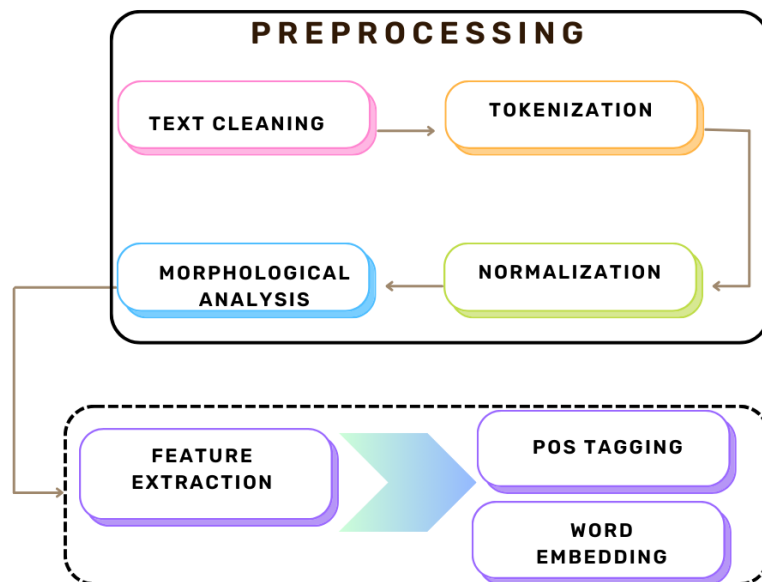 PREPROCESSING
TEXT CLEANING
TOKENIZATION
MORPHOLOGICAL
ANALYSIS
NORMALIZATION
FEATURE
EXTRACTION
POS TAGGING
WORD
EMBEDDING